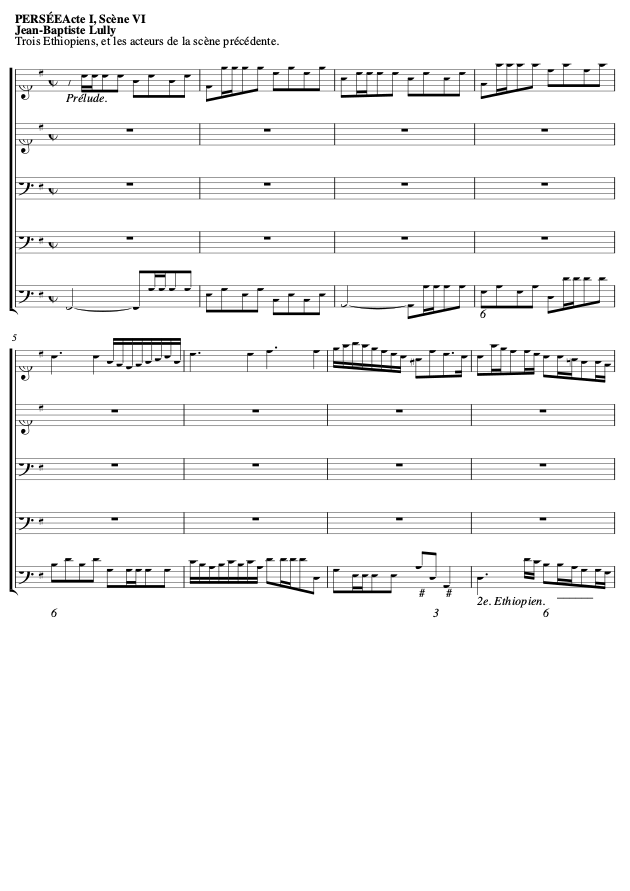 PERSÉEActe I, Scène VI
Jean-Baptiste Lully
Trois Ethiopiens, et les acteurs de la scène précédente.
Prélude.
6
5
# #
2e. Ethiopien.
6 3 6